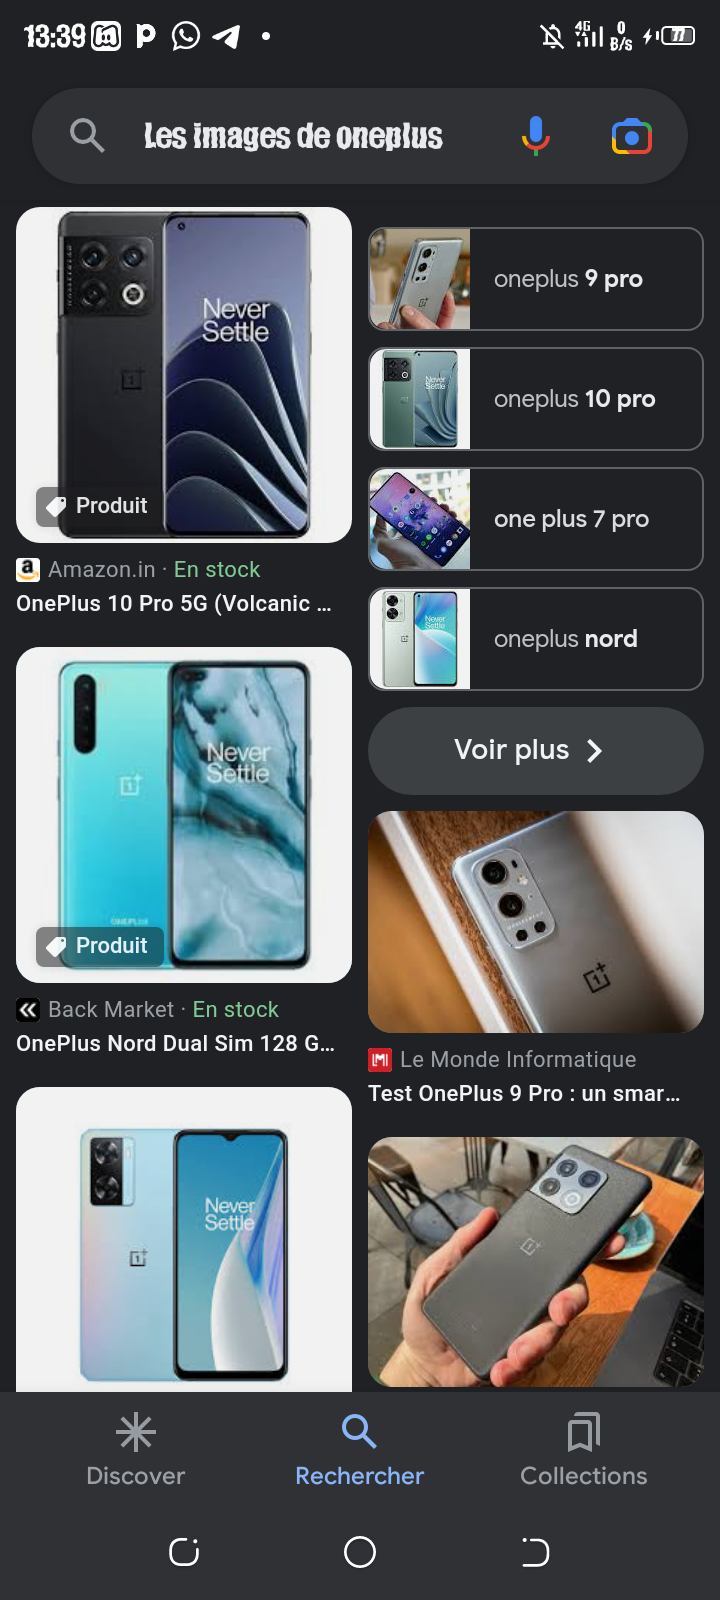 13:39
4G
0
B/s
77
Les images de oneplus
Never
Settle
Produit
Amazon.in · En stock
OnePlus 10 Pro 5G (Volcanic ...
oneplus 9 pro
oneplus 10 pro
one plus 7 pro
oneplus nord
Voir plus
Never
Settle
ONEPLUS
Produit
Back Market · En stock
OnePlus Nord Dual Sim 128 G...
Le Monde Informatique
Test OnePlus 9 Pro : un smar...
Never
Settle
Discover
Rechercher
Collections